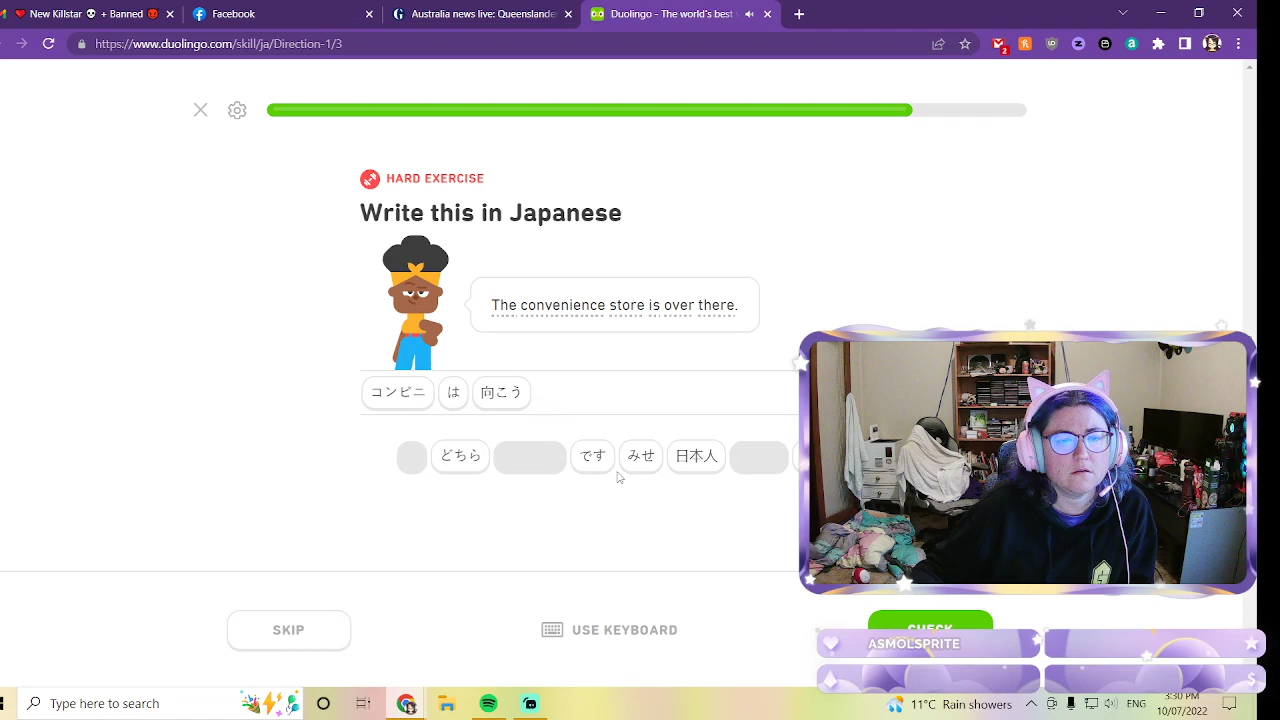 New Killstar + Banned
Facebook
Australia news live: Queenslande
Duolingo - The world's best
https://www.duolingo.com/skill/ja/Direction-1/3
2
HARD EXERCISE
Write this in Japanese
The convenience store is over there.
コンビニ は 向こう
どちら です みせ 日本人
SKIP
USE KEYBOARD
CHECK
ASMOLSPRITE
Type here to search
11°C Rain showers
ENG
3:30 PM
10/07/2022